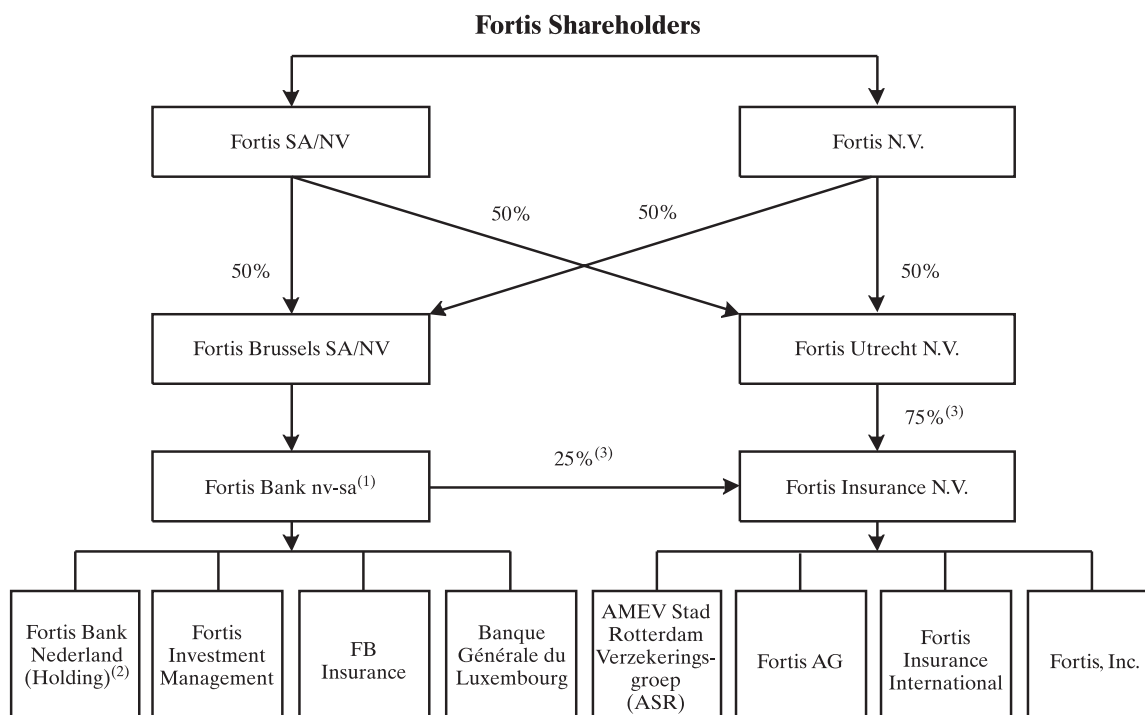 Fortis Shareholders
Fortis SA/NV
Fortis N.V.
50%
50%
50%
50%
Fortis Brussels SA/NV
Fortis Utrecht N.V.
75%(3)
25%(3)
Fortis Bank nv-sa(1)
Fortis Insurance N.V.
Fortis Bank
Nederland
(Holding)(2)
Fortis
Investment
Management
FB
Insurance
Banque
Générale du
Luxembourg
AMEV Stad
Rotterdam
Verzekerings-
groep
(ASR)
Fortis AG
Fortis
Insurance
International
Fortis, Inc.